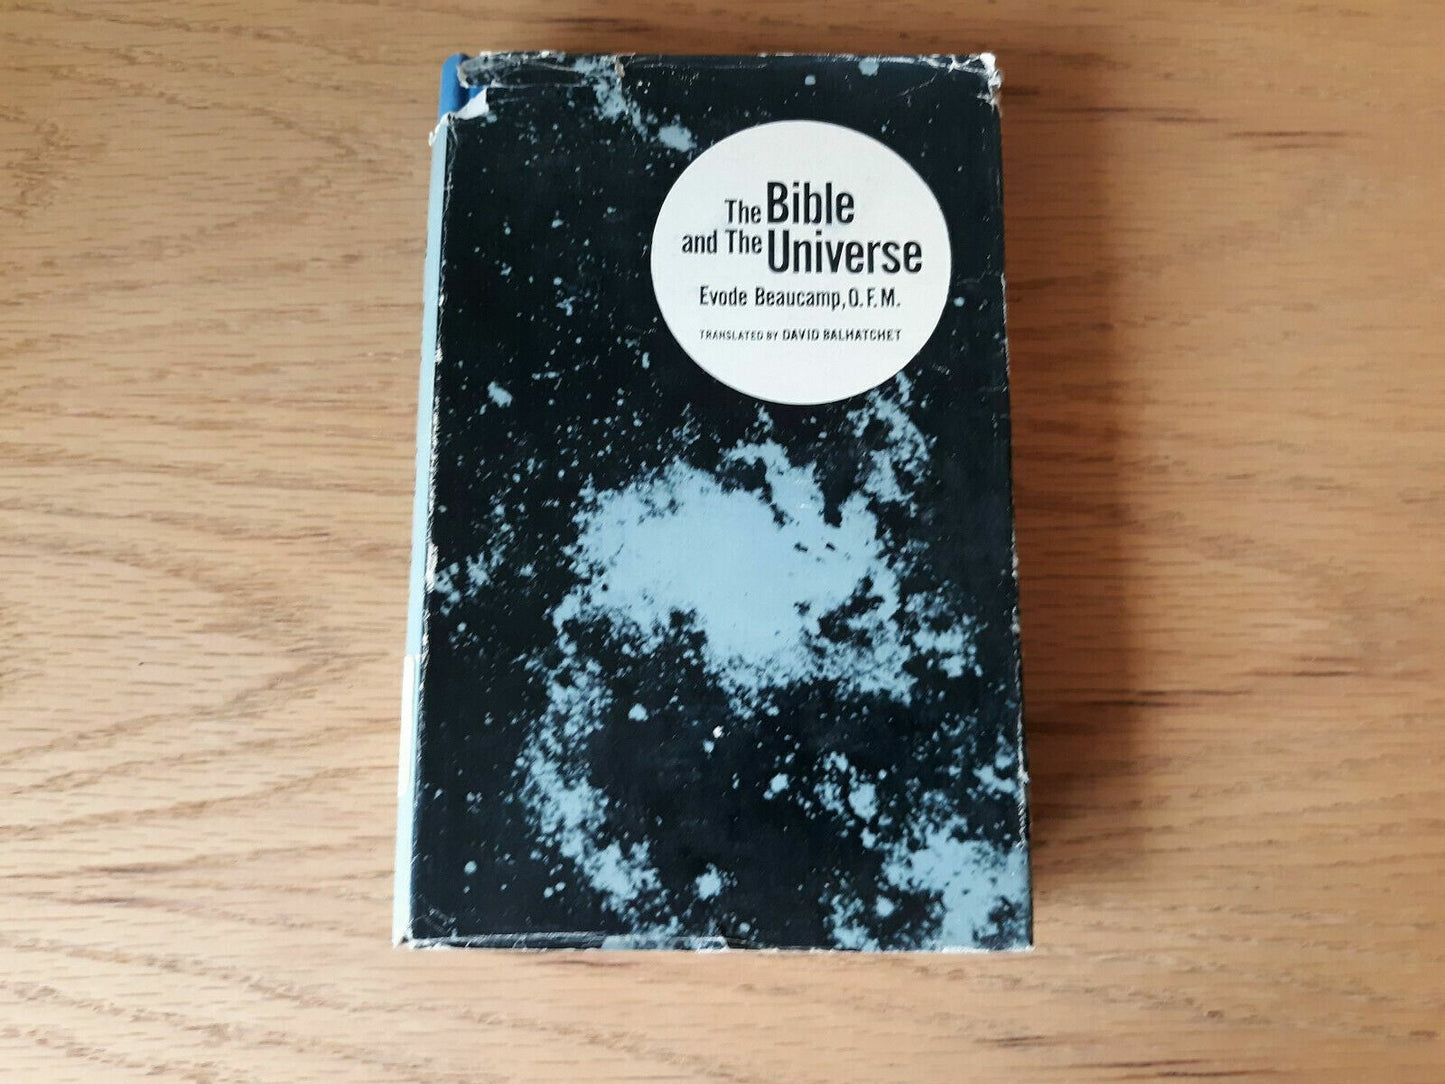 The Bible
and The Universe
Evode Beaucamp, O.F.M.
TRANSLATED BY DAVID BALHATCHET